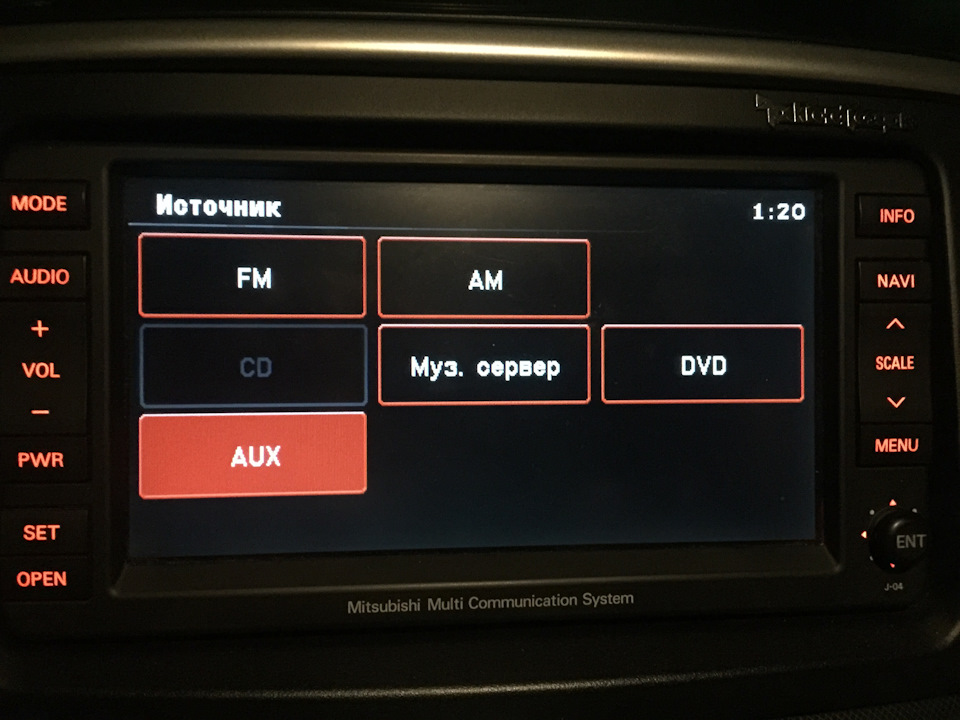 MODE
AUDIO
+
VOL
−
PWR
SET
OPEN
Источник 1:20
FM AM
CD Муз. сервер DVD
AUX
INFO
NAVI
SCALE
MENU
ENT
J-04
Mitsubishi Multi Communication System